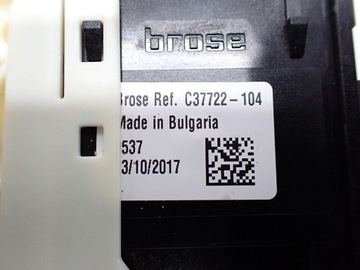 brose
Brose Ref. C37722-104
Made in Bulgaria
537
3/10/2017